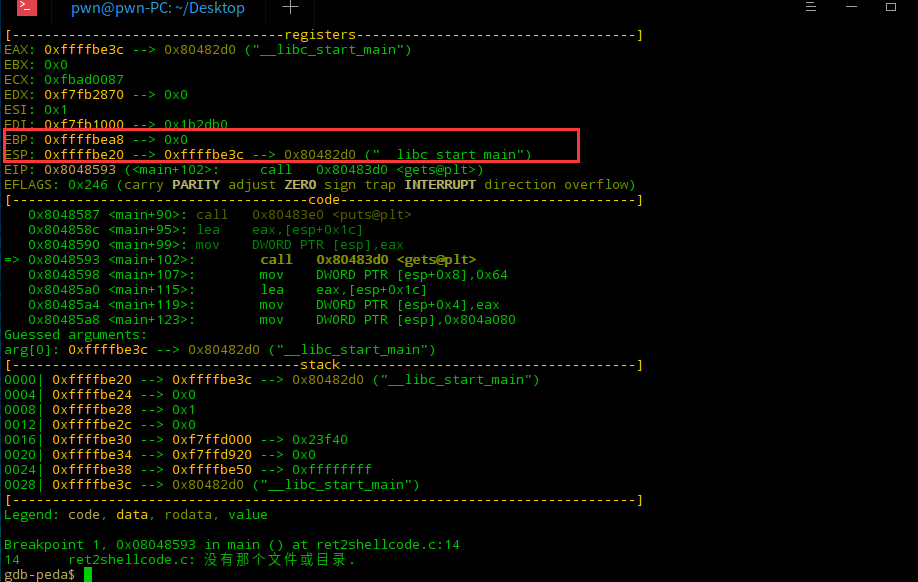 pwn@pwn-PC: ~/Desktop
[----------------------------------registers-----------------------------------]
EAX: 0xffffbe3c --> 0x80482d0 ("__libc_start_main")
EBX: 0x0
ECX: 0xfbad0087
EDX: 0xf7fb2870 --> 0x0
ESI: 0x1
EDI: 0xf7fb1000 --> 0x1b2db0
EBP: 0xffffbea8 --> 0x0
ESP: 0xffffbe20 --> 0xffffbe3c --> 0x80482d0 ("__libc_start_main")
EIP: 0x8048593 (<main+102>:     call   0x80483d0 <gets@plt>)
EFLAGS: 0x246 (carry PARITY adjust ZERO sign trap INTERRUPT direction overflow)
[-------------------------------------code-------------------------------------]
   0x8048587 <main+90>: call   0x80483e0 <puts@plt>
   0x804858c <main+95>: lea    eax,[esp+0x1c]
   0x8048590 <main+99>: mov    DWORD PTR [esp],eax
=> 0x8048593 <main+102>:        call   0x80483d0 <gets@plt>
   0x8048598 <main+107>:        mov    DWORD PTR [esp+0x8],0x64
   0x80485a0 <main+115>:        lea    eax,[esp+0x1c]
   0x80485a4 <main+119>:        mov    DWORD PTR [esp+0x4],eax
   0x80485a8 <main+123>:        mov    DWORD PTR [esp],0x804a080
Guessed arguments:
arg[0]: 0xffffbe3c --> 0x80482d0 ("__libc_start_main")
[------------------------------------stack-------------------------------------]
0000| 0xffffbe20 --> 0xffffbe3c --> 0x80482d0 ("__libc_start_main")
0004| 0xffffbe24 --> 0x0
0008| 0xffffbe28 --> 0x1
0012| 0xffffbe2c --> 0x0
0016| 0xffffbe30 --> 0xf7ffd000 --> 0x23f40
0020| 0xffffbe34 --> 0xf7ffd920 --> 0x0
0024| 0xffffbe38 --> 0xffffbe50 --> 0xffffffff
0028| 0xffffbe3c --> 0x80482d0 ("__libc_start_main")
[------------------------------------------------------------------------------]
Legend: code, data, rodata, value

Breakpoint 1, 0x08048593 in main () at ret2shellcode.c:14
14      ret2shellcode.c: 没有那个文件或目录.
gdb-peda$